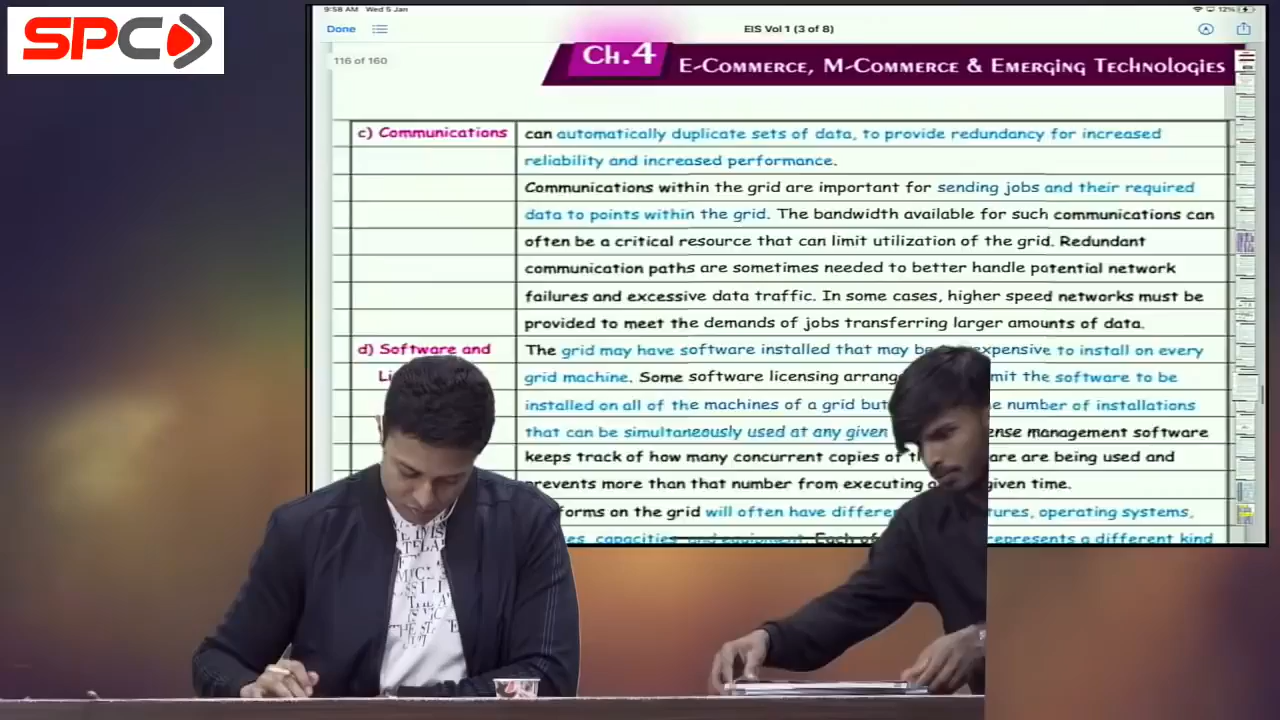 SPC
9:58 AM Wed 5 Jan
12%
Done
EIS Vol 1 (3 of 8)
116 of 160
Ch.4
E-Commerce, M-Commerce & Emerging Technologies
c) Communications
can automatically duplicate sets of data, to provide redundancy for increased
reliability and increased performance.
Communications within the grid are important for sending jobs and their required
data to points within the grid. The bandwidth available for such communications can
often be a critical resource that can limit utilization of the grid. Redundant
communication paths are sometimes needed to better handle potential network
failures and excessive data traffic. In some cases, higher speed networks must be
provided to meet the demands of jobs transferring larger amounts of data.
d) Software and
The grid may have software installed that may be expensive to install on every
grid machine. Some software licensing arrang mit the software to be
installed on all of the machines of a grid but number of installations
that can be simultaneously used at any given ense management software
keeps track of how many concurrent copies of are are being used and
prevents more than that number from executing given time.
forms on the grid will often have differen tures, operating systems,
capacities and equipment. Each of represents a different kind